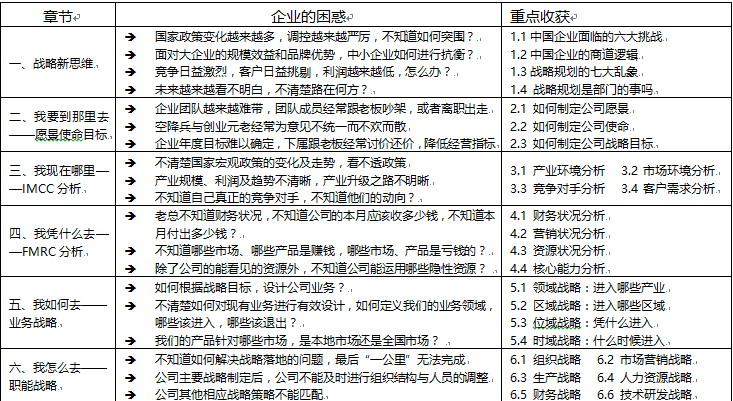 章节 企业的困惑 重点收获
一、战略新思维
→ 国家政策变化越来越多，调控越来越严厉，不知道如何突围？
→ 面对大企业的规模效益和品牌优势，中小企业如何进行抗衡？
→ 竞争日益激烈，客户日益挑剔，利润越来越低，怎么办？
→ 未来越来越看不明白，不清楚路在何方？
1.1 中国企业面临的六大挑战
1.2 中国企业的商道逻辑
1.3 战略规划的七大乱象
1.4 战略规划是部门的事吗
二、我要到那里去
——愿景使命目标
→ 企业团队越来越难带，团队成员经常跟老板吵架，或者离职出走
→ 空降兵与创业元老经常为意见不统一而不欢而散
→ 企业年度目标难以确定，下属跟老板经常讨价还价，降低经营指标
2.1 如何制定公司愿景
2.2 如何制定公司使命
2.3 如何制定公司战略目标
三、我现在哪里—
—IMCC 分析
→ 不清楚国家宏观政策的变化及走势，看不透政策
→ 产业规模、利润及趋势不清晰，产业升级之路不明晰
→ 不知道自己真正的竞争对手，不知道他们的动向？
3.1 产业环境分析 3.2 市场环境分析
3.3 竞争对手分析 3.4 客户需求分析
四、我凭什么去—
—FMRC 分析
→ 老总不知道财务状况，不知道公司的本月应该收多少钱，不知道本
月付出多少钱？
→ 不知道哪些市场、哪些产品是赚钱，哪些市场、产品是亏钱的？
→ 除了公司的能看见的资源外，不知道公司能运用哪些隐性资源？
4.1 财务状况分析
4.2 营销状况分析
4.3 资源状况分析
4.4 核心能力分析
五、我如何去——
业务战略
→ 如何根据战略目标，设计公司业务？
→ 不清楚如何对现有业务进行有效设计，如何定义我们的业务领域，
哪些该进入，哪些该退出？
→ 我们的产品针对哪些市场，是本地市场还是全国市场？
5.1 领域战略：进入哪些产业
5.2 区域战略：进入哪些区域
5.3 位域战略：凭什么进入
5.4 时域战略：什么时候进入
六、我怎么去——
职能战略
→ 不知道如何解决战略落地的问题，最后“一公里”无法完成
→ 公司主要战略制定后，公司不能及时进行组织结构与人员的调整
→ 公司其他相应战略策略不能匹配
6.1 组织战略 6.2 市场营销战略
6.3 生产战略 6.4 人力资源战略
6.5 财务战略 6.6 技术研发战略